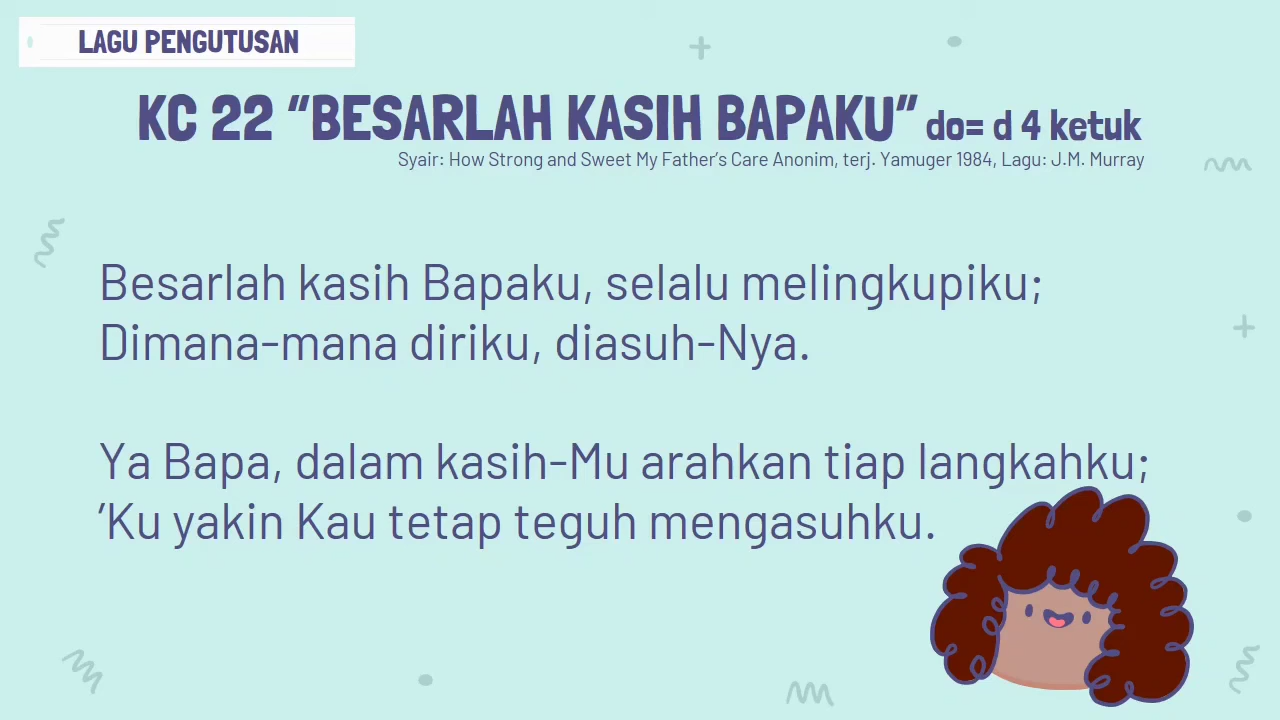 LAGU PENGUTUSAN
KC 22 “BESARLAH KASIH BAPAKU” do= d 4 ketuk
Syair: How Strong and Sweet My Father’s Care Anonim, terj. Yamuger 1984, Lagu: J.M. Murray
Besarlah kasih Bapaku, selalu melingkupiku;
Dimana-mana diriku, diasuh-Nya.
Ya Bapa, dalam kasih-Mu arahkan tiap langkahku;
’Ku yakin Kau tetap teguh mengasuhku.